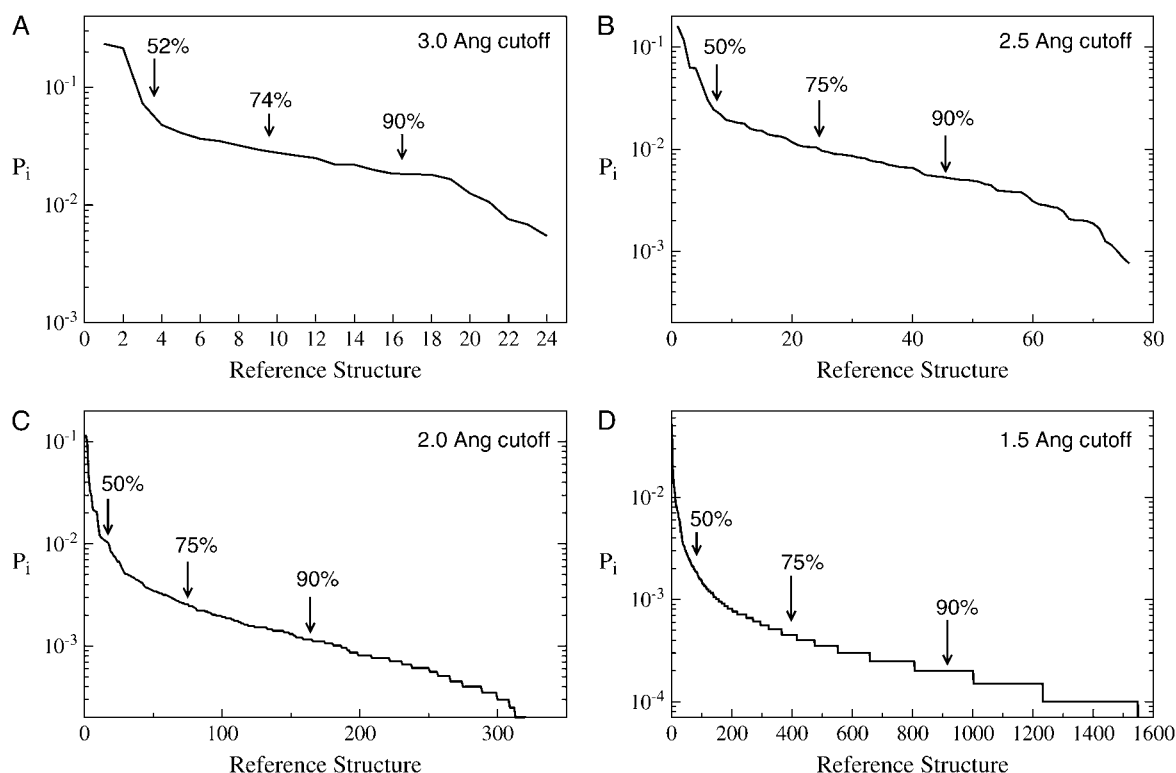 A
3.0 Ang cutoff
52%
74%
90%
10⁻¹
10⁻²
10⁻³
Pᵢ
0 2 4 6 8 10 12 14 16 18 20 22 24
Reference Structure
B
2.5 Ang cutoff
50%
75%
90%
10⁻¹
10⁻²
10⁻³
Pᵢ
0 20 40 60 80
Reference Structure
C
2.0 Ang cutoff
50%
75%
90%
10⁻¹
10⁻²
10⁻³
Pᵢ
0 100 200 300
Reference Structure
D
1.5 Ang cutoff
50%
75%
90%
10⁻²
10⁻³
10⁻⁴
Pᵢ
0 200 400 600 800 1000 1200 1400 1600
Reference Structure